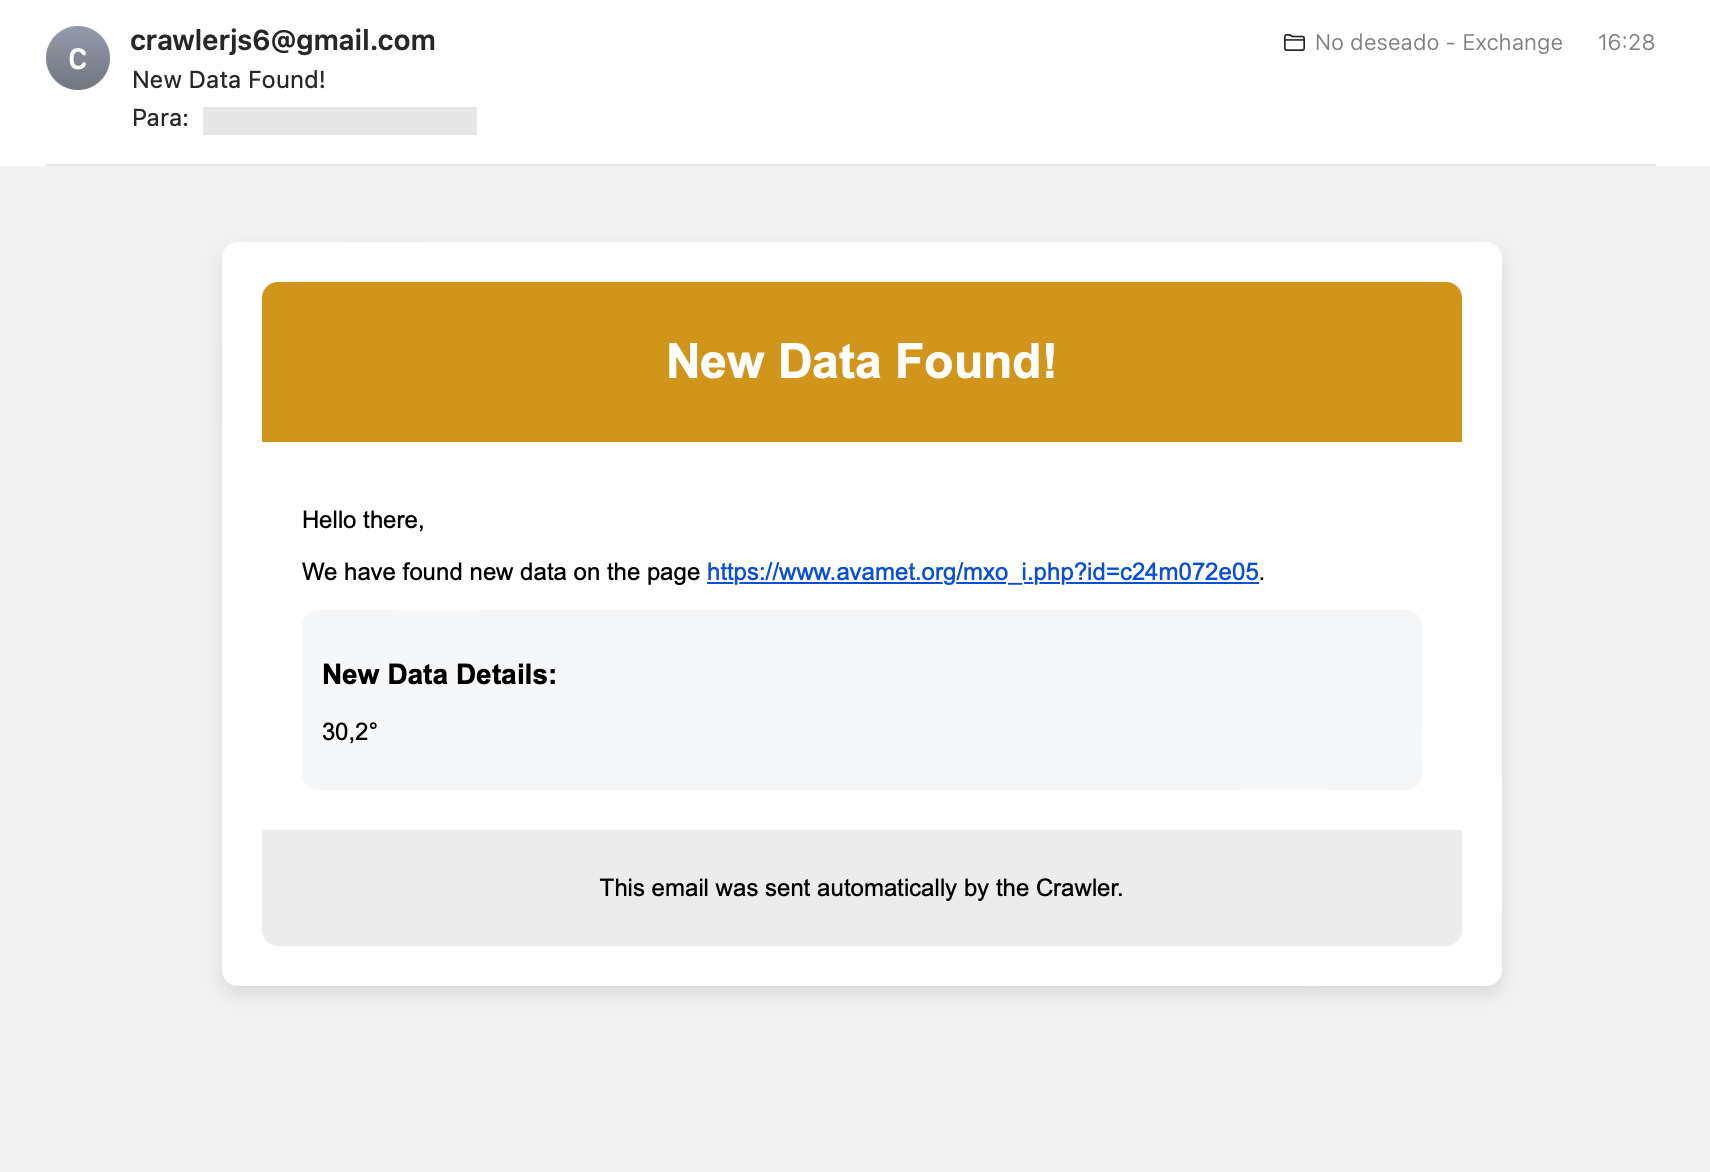 C
crawlerjs6@gmail.com
No deseado - Exchange 16:28
New Data Found!
Para:
New Data Found!
Hello there,
We have found new data on the page https://www.avamet.org/mxo_i.php?id=c24m072e05.
New Data Details:
30,2°
This email was sent automatically by the Crawler.